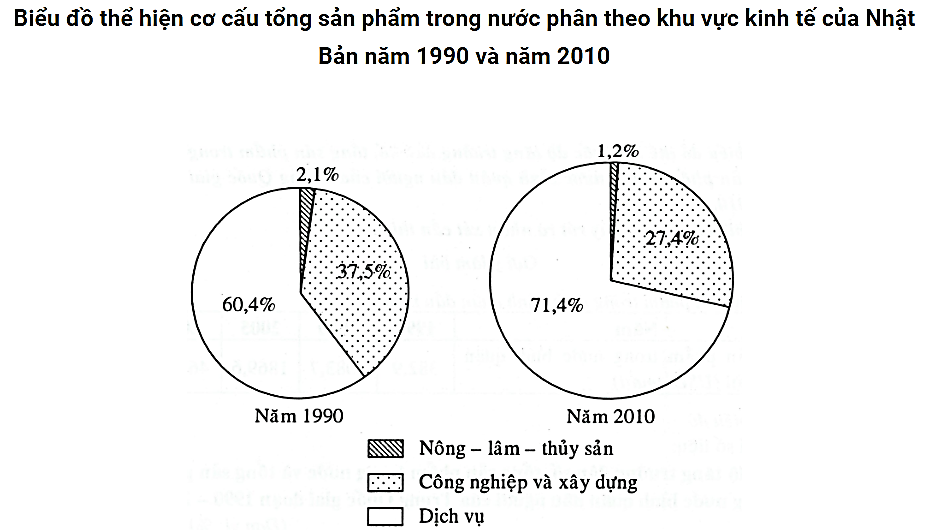 Biểu đồ thể hiện cơ cấu tổng sản phẩm trong nước phân theo khu vực kinh tế của Nhật
Bản năm 1990 và năm 2010
2,1%
37,5%
60,4%
Năm 1990
1,2%
27,4%
71,4%
Năm 2010
Nông – lâm – thủy sản
Công nghiệp và xây dựng
Dịch vụ